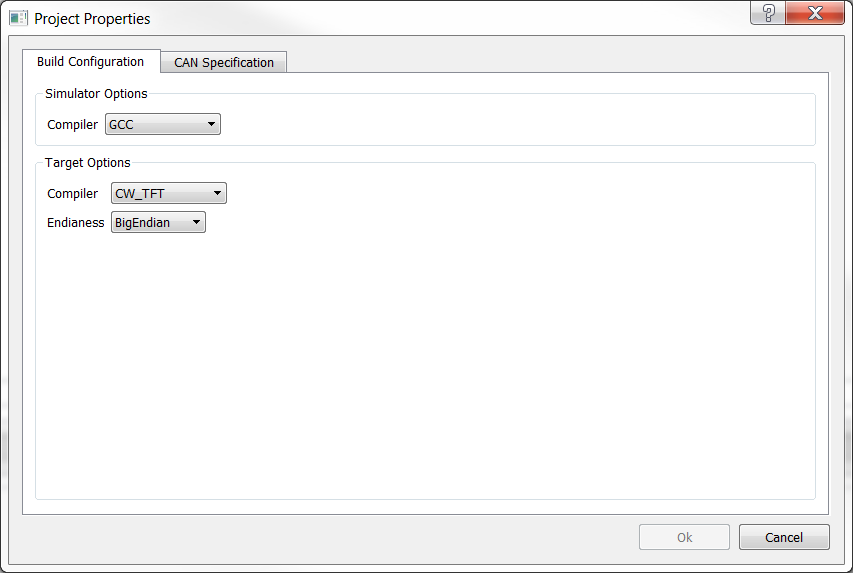 Project Properties
Build Configuration CAN Specification
Simulator Options
Compiler GCC
Target Options
Compiler CW_TFT
Endianess BigEndian
Ok Cancel